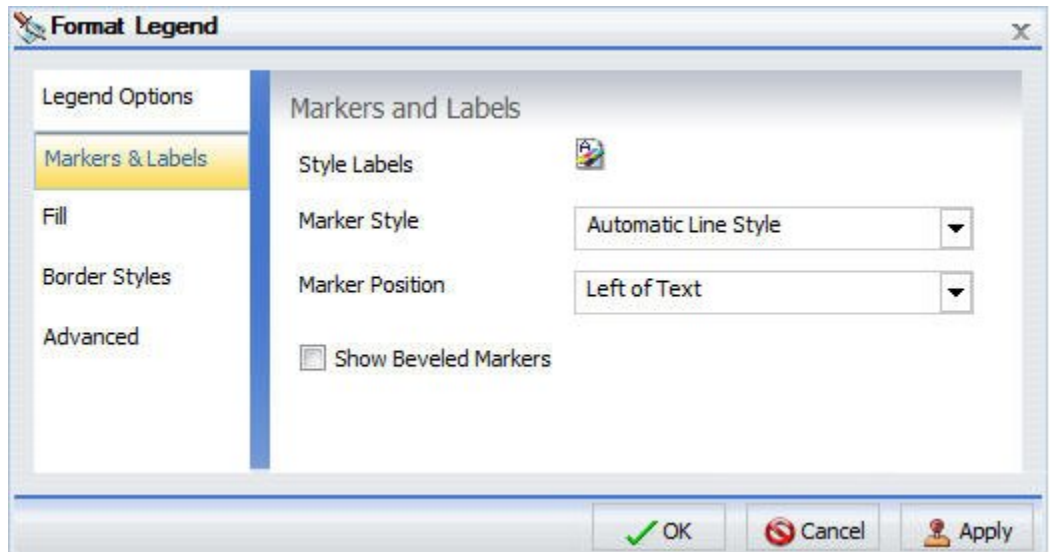 Format Legend
x
Legend Options
Markers & Labels
Fill
Border Styles
Advanced
Markers and Labels
Style Labels
Marker Style
Automatic Line Style
Marker Position
Left of Text
Show Beveled Markers
OK
Cancel
Apply